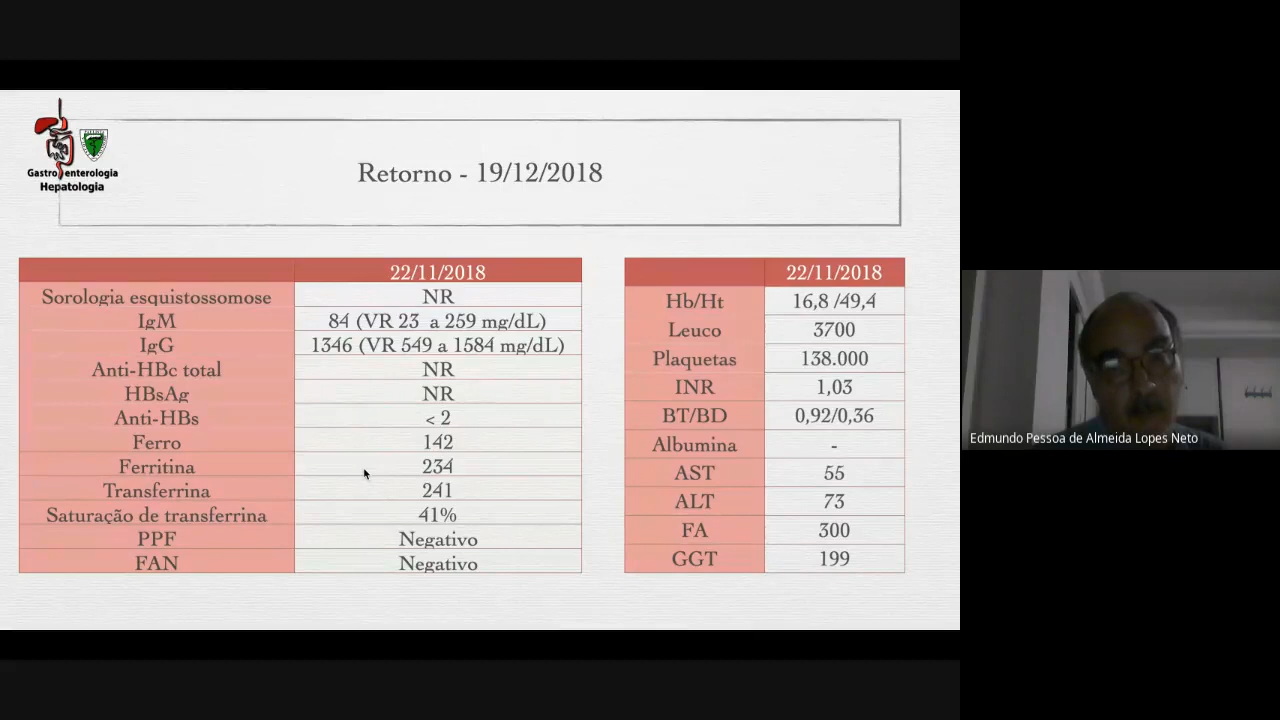 Gastro enterologia
Hepatologia
Retorno - 19/12/2018
22/11/2018
Sorologia esquistossomose NR
IgM 84 (VR 23 a 259 mg/dL)
IgG 1346 (VR 549 a 1584 mg/dL)
Anti-HBc total NR
HBsAg NR
Anti-HBs < 2
Ferro 142
Ferritina 234
Transferrina 241
Saturação de transferrina 41%
PPF Negativo
FAN Negativo
22/11/2018
Hb/Ht 16,8 /49,4
Leuco 3700
Plaquetas 138.000
INR 1,03
BT/BD 0,92/0,36
Albumina -
AST 55
ALT 73
FA 300
GGT 199
Edmundo Pessoa de Almeida Lopes Neto